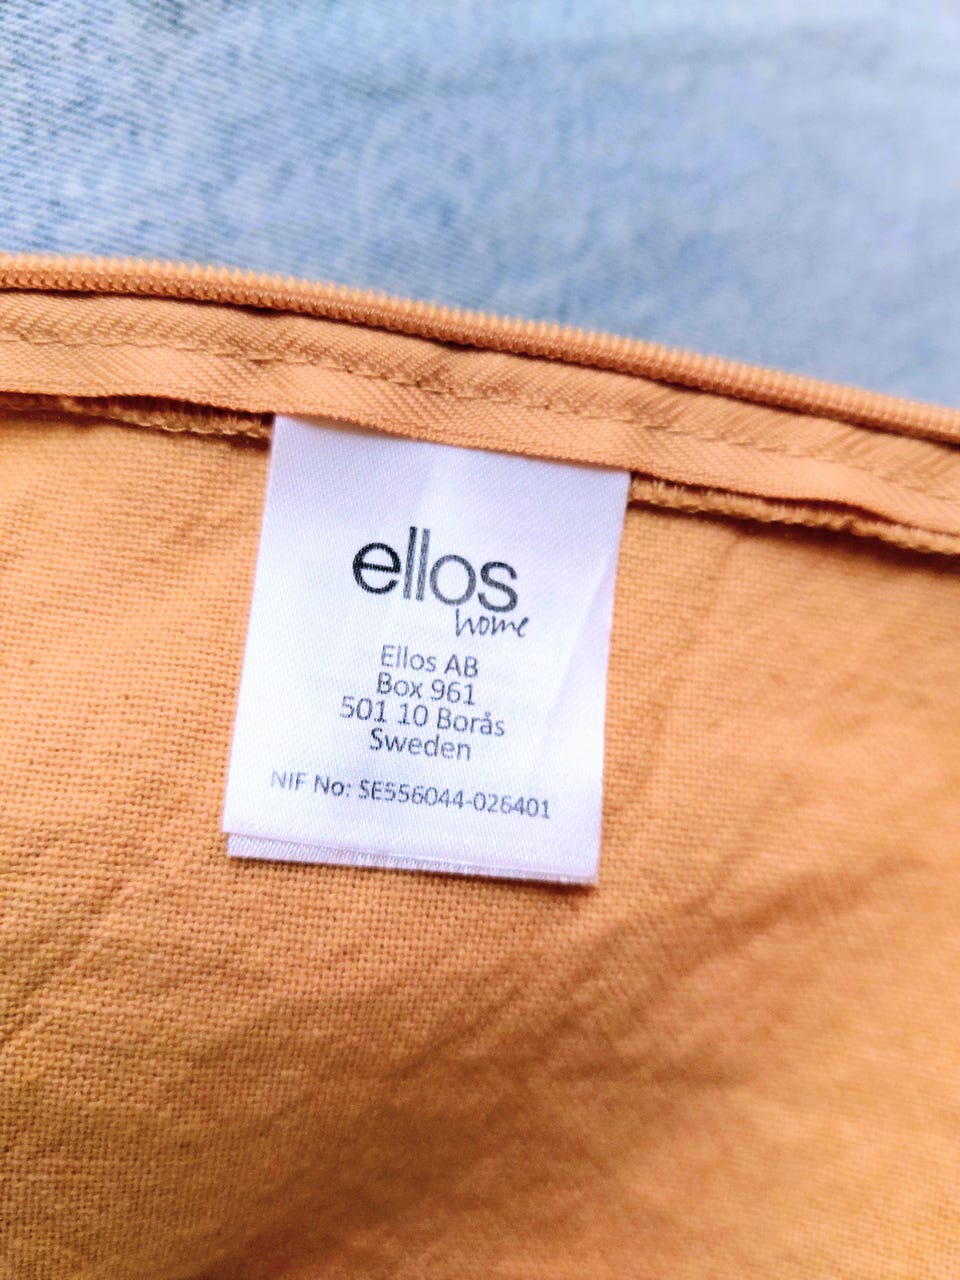 ellos
home
Ellos AB
Box 961
501 10 Borås
Sweden
NIF No: SE556044-026401